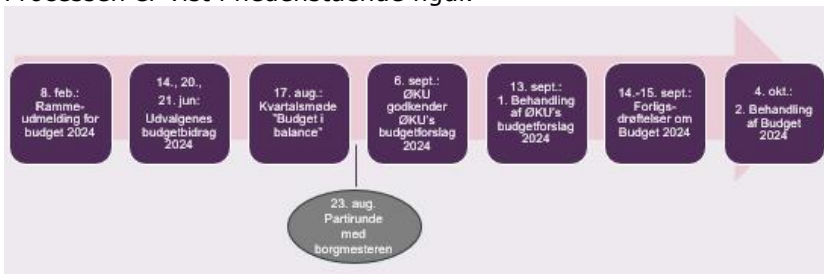 Processen er vist i nedenstående figur.
8. feb.:
Ramme-
udmelding for
budget 2024
14., 20.,
21. jun:
Udvalgenes
budgetbidrag
2024
17. aug.:
Kvartalsmøde
"Budget i
balance"
6. sept.:
ØKU
godkender
ØKU's
budgetforslag
2024
13. sept.:
1. Behandling
af ØKU's
budgetforslag
2024
14.-15. sept.:
Forligs-
drøftelser om
Budget 2024
4. okt.:
2. Behandling
af Budget
2024
23. aug.
Partirunde
med
borgmesteren